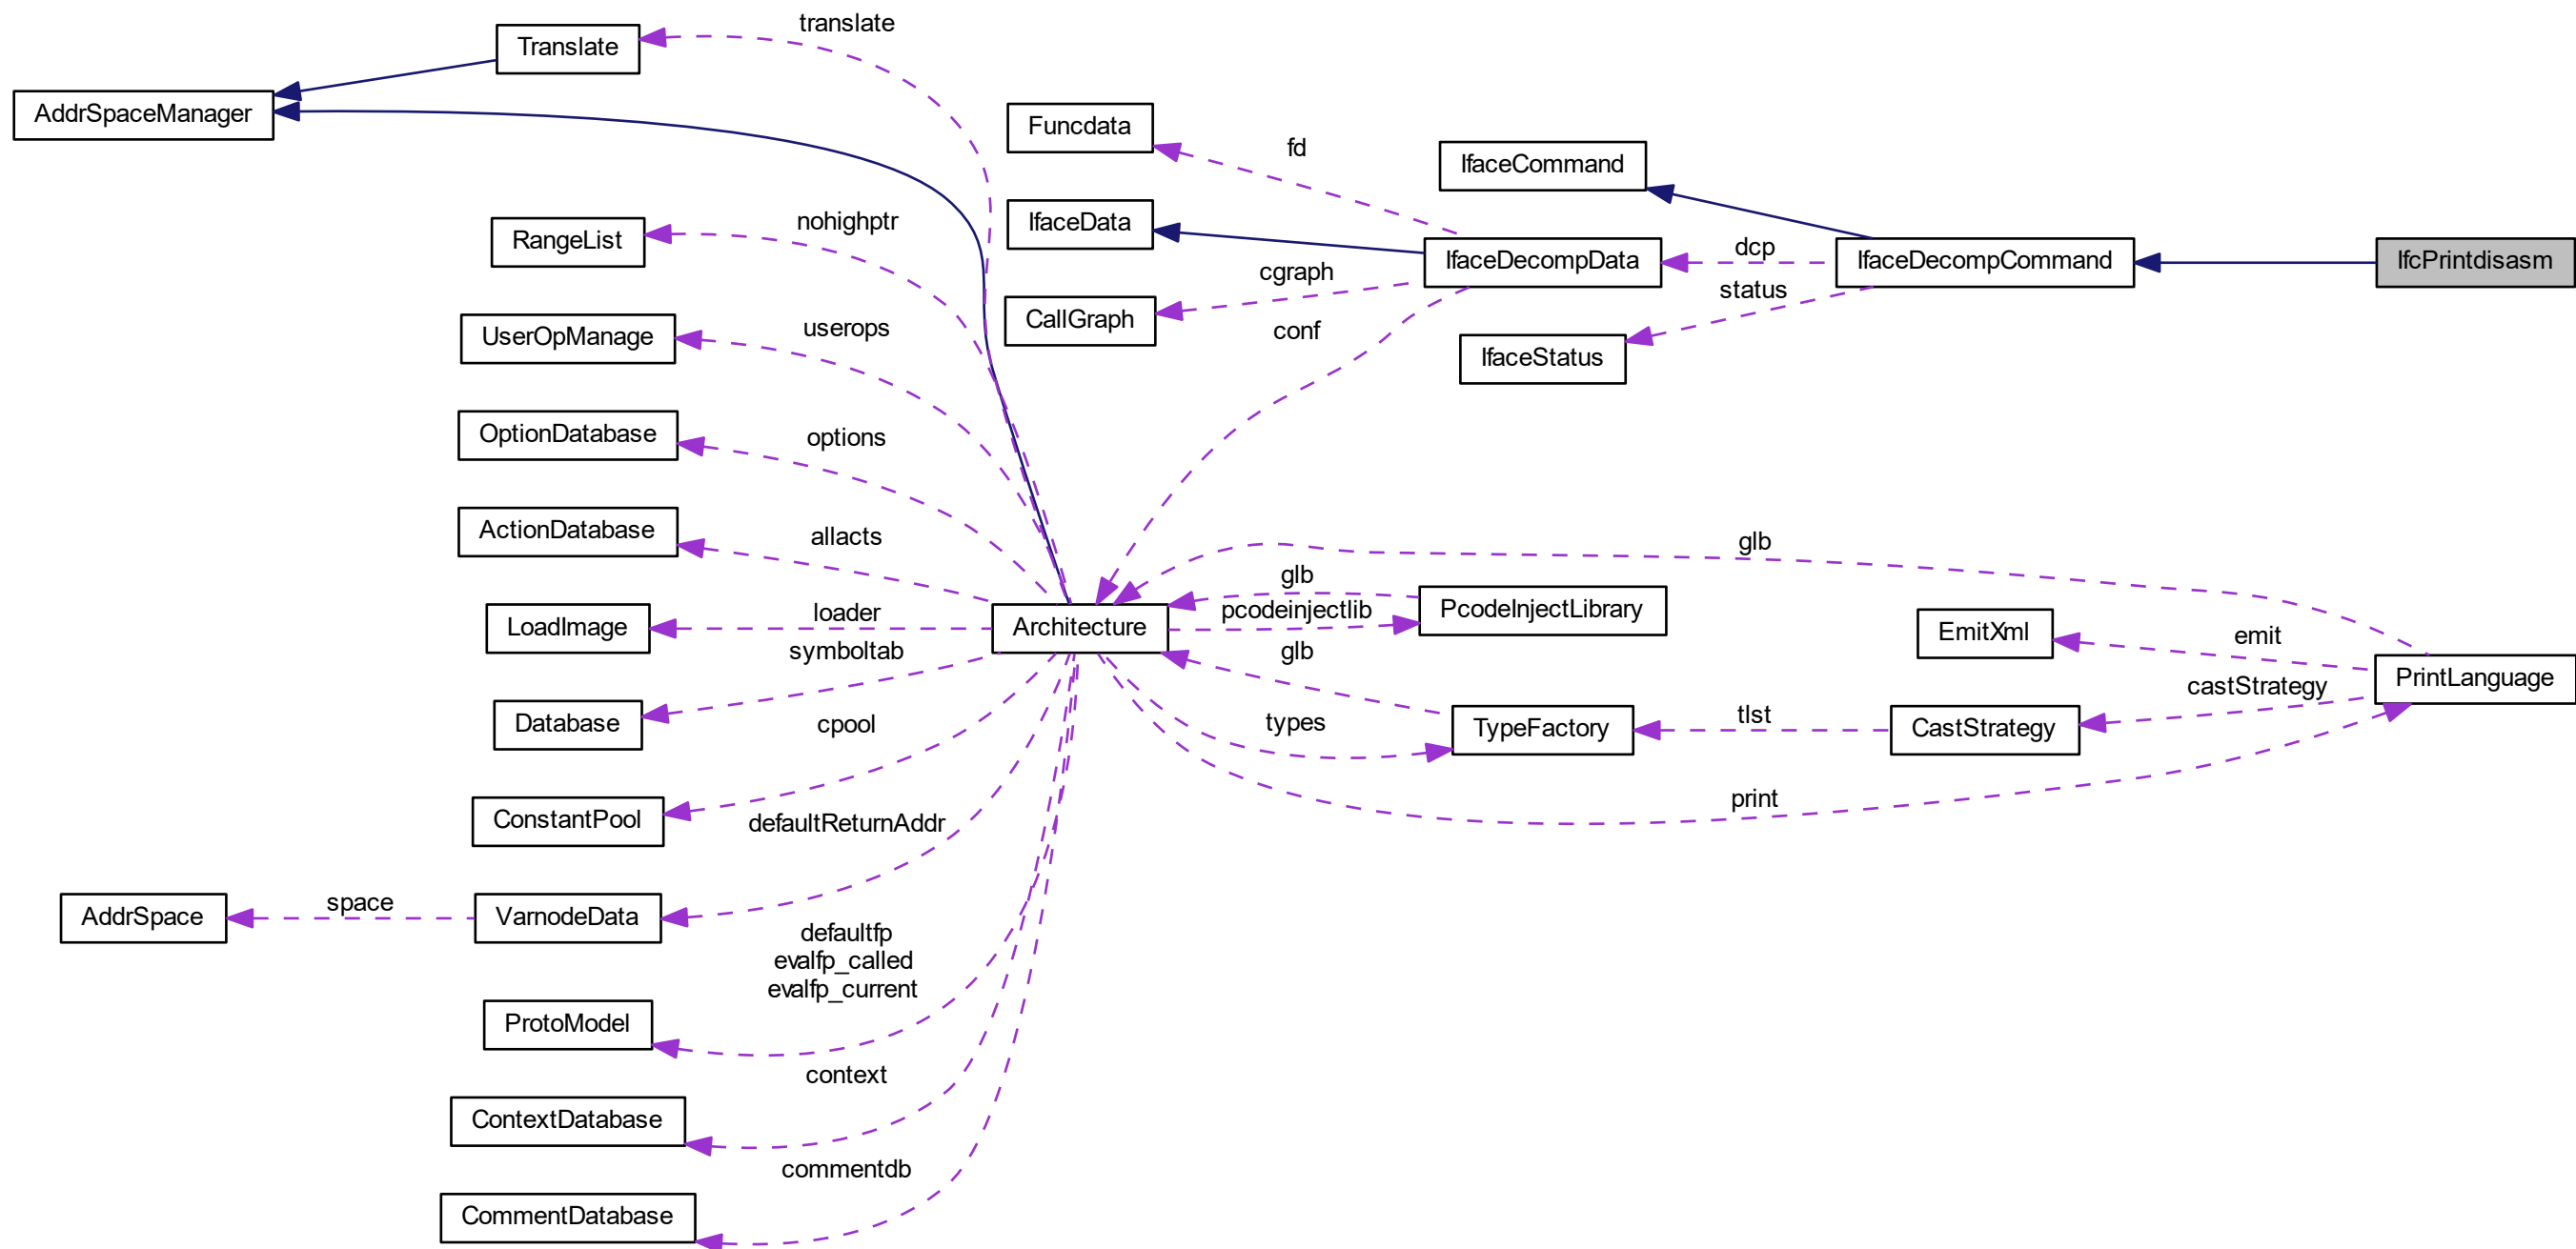 translate
Translate
AddrSpaceManager
Funcdata
fd
IfaceCommand
nohighptr
RangeList
IfaceData
dcp
IfaceDecompData
IfaceDecompCommand
IfcPrintdisasm
cgraph
status
CallGraph
conf
userops
UserOpManage
IfaceStatus
options
OptionDatabase
allacts
ActionDatabase
glb
glb
pcodeinjectlib
PcodeInjectLibrary
loader
LoadImage
Architecture
EmitXml
emit
symboltab
glb
castStrategy
PrintLanguage
Database
cpool
types
TypeFactory
tlst
CastStrategy
print
ConstantPool
defaultReturnAddr
AddrSpace
space
VarnodeData
defaultfp
evalfp_called
evalfp_current
ProtoModel
context
ContextDatabase
commentdb
CommentDatabase